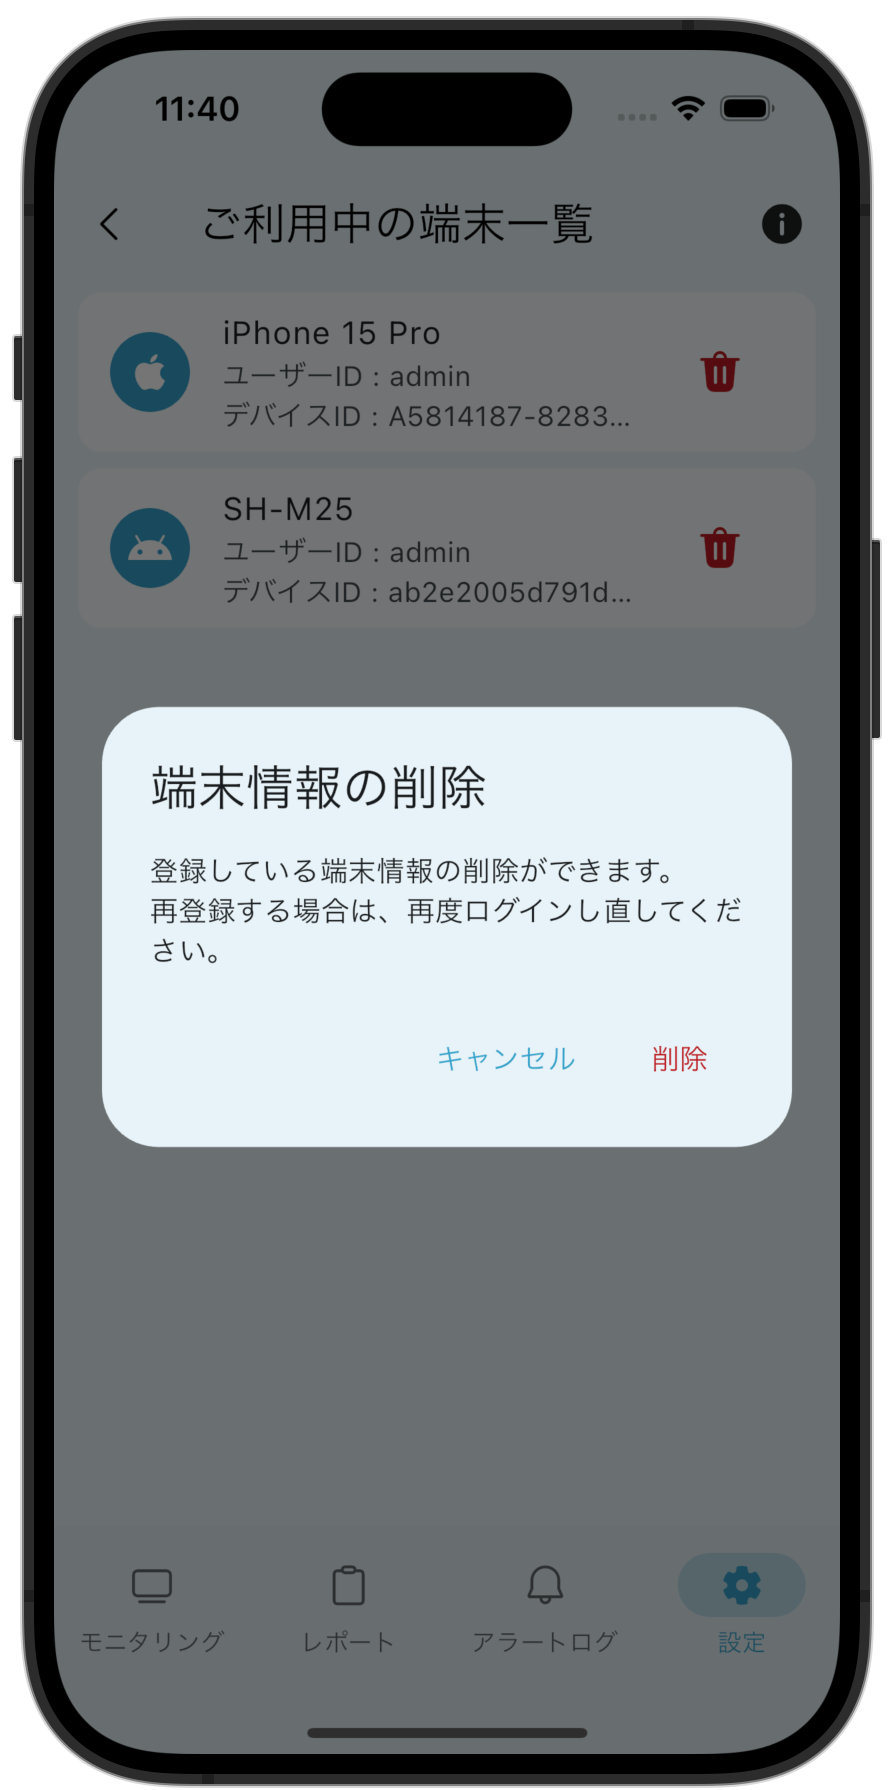 11:40
ご利用中の端末一覧
iPhone 15 Pro
ユーザーID : admin
デバイスID : A5814187-8283...
SH-M25
ユーザーID : admin
デバイスID : ab2e2005d791d...
端末情報の削除
登録している端末情報の削除ができます。
再登録する場合は、再度ログインし直してくだ
さい。
キャンセル 削除
モニタリング レポート アラートログ 設定